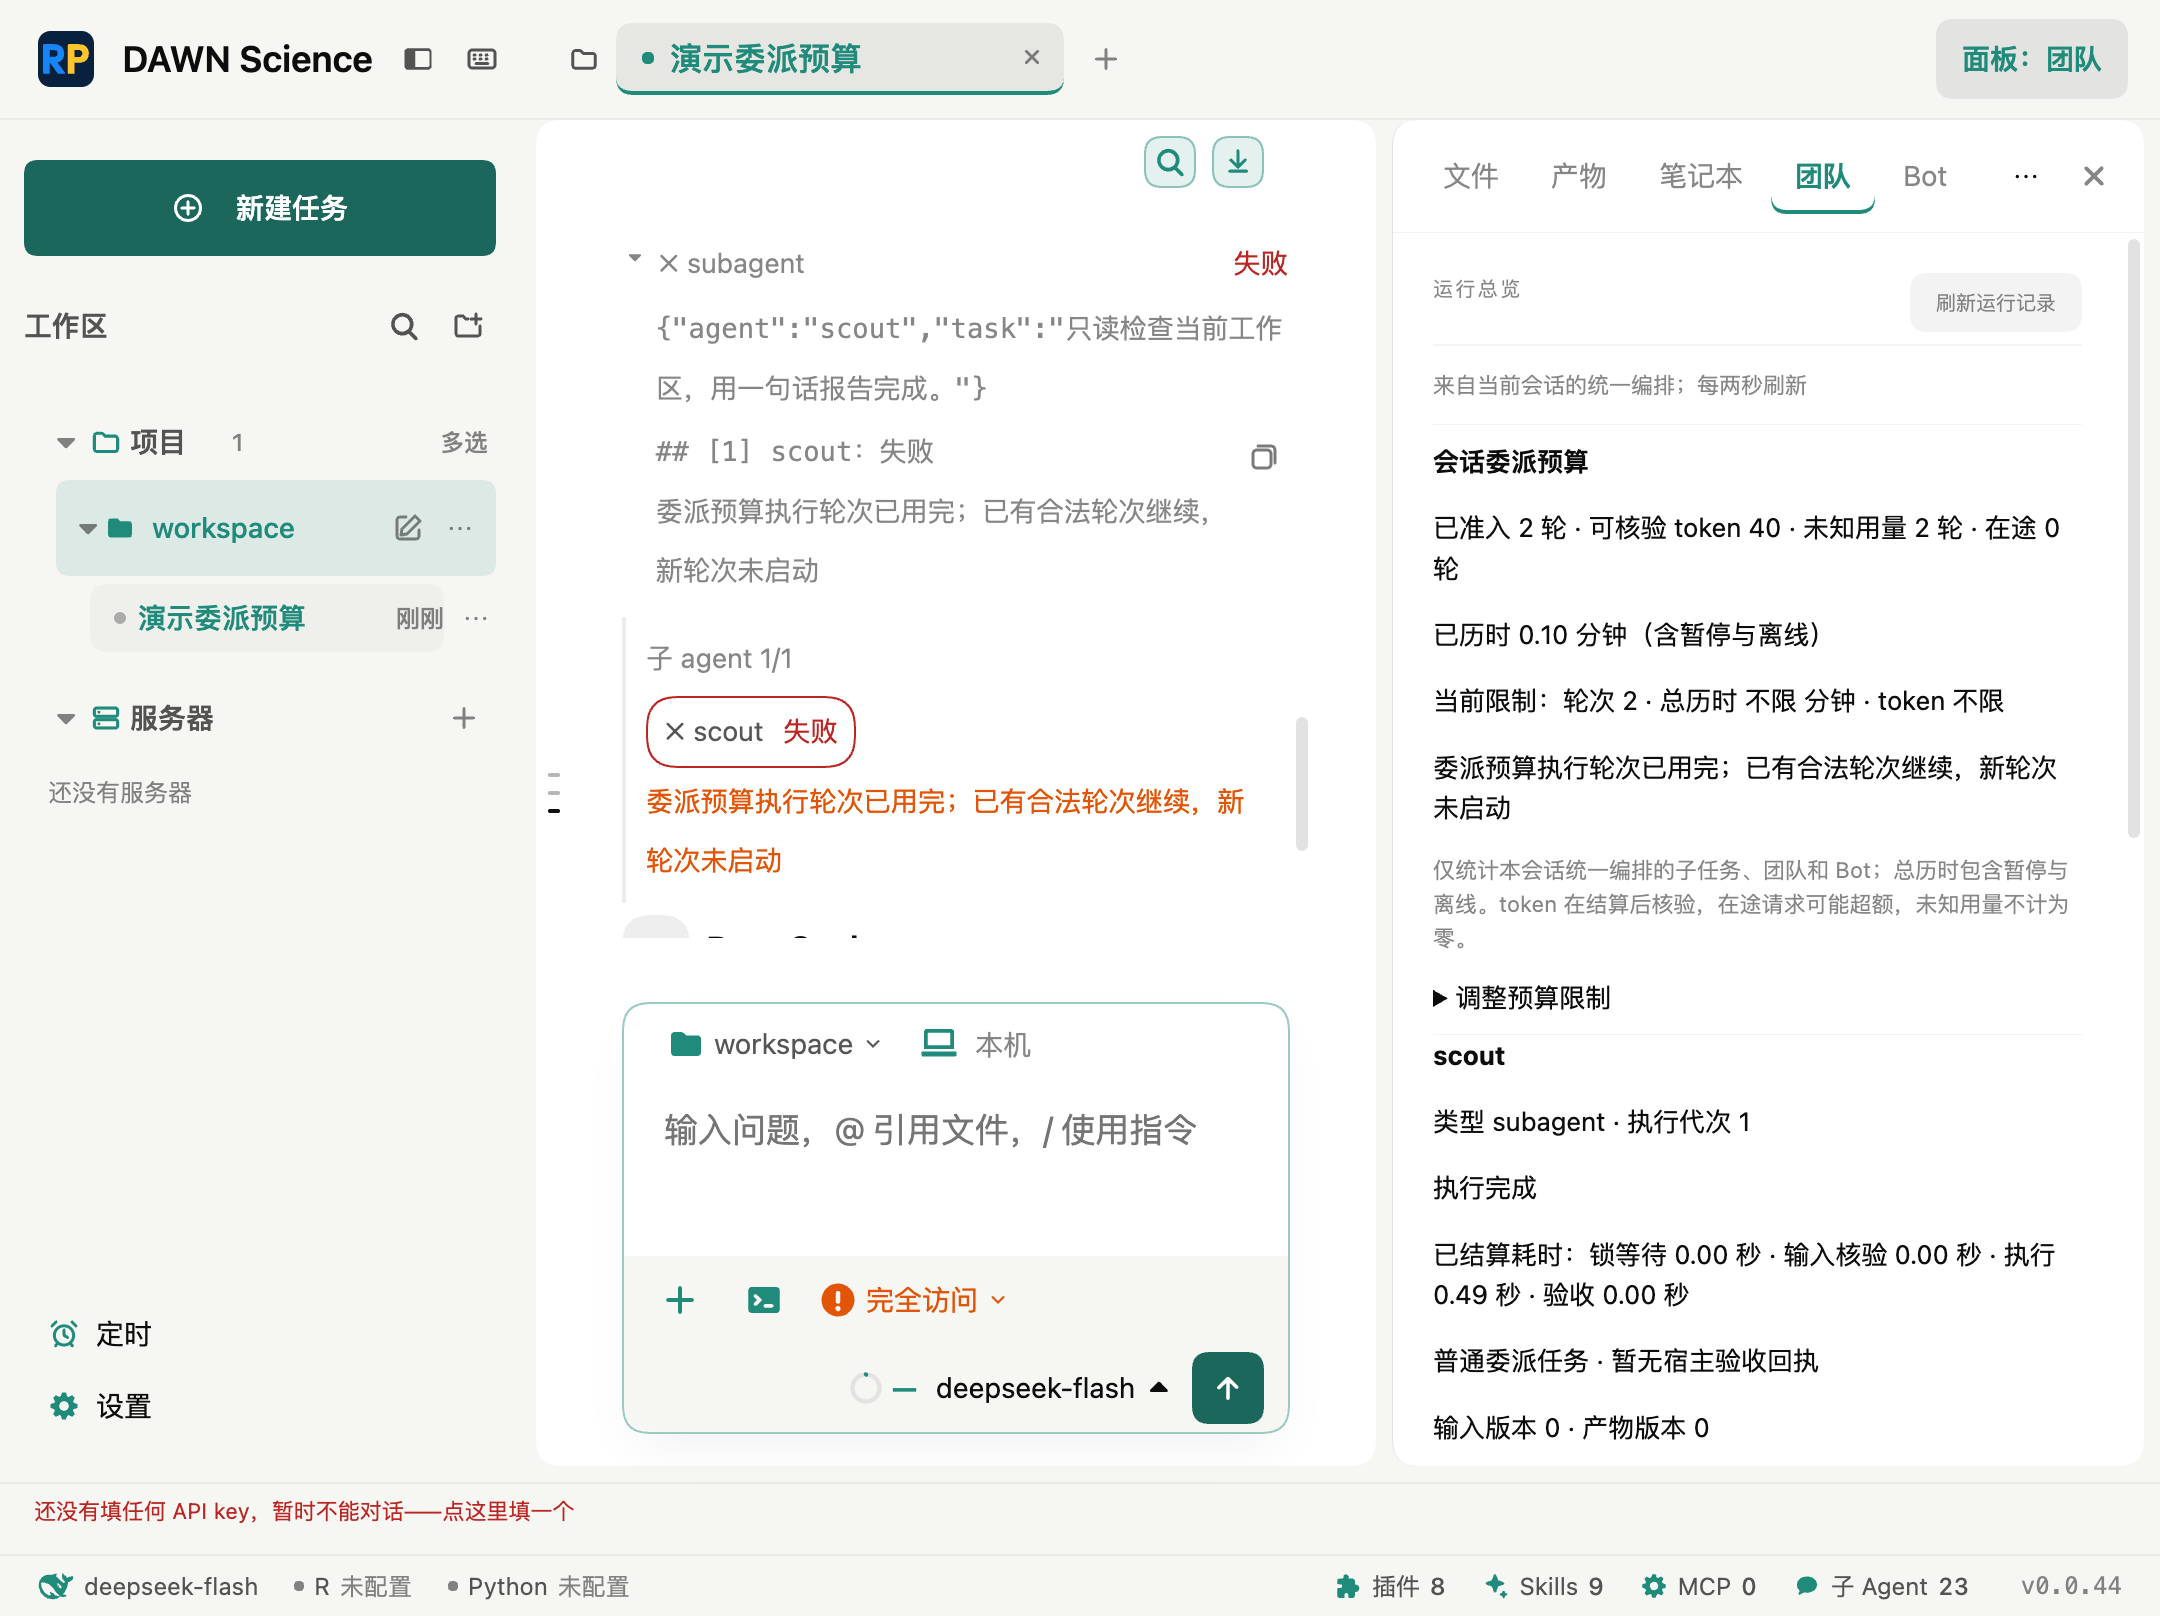 RP
DAWN Science
演示委派预算
面板：团队
新建任务
工作区
项目 1 多选
workspace
演示委派预算 刚刚
服务器
还没有服务器
定时
设置
subagent 失败
{"agent":"scout","task":"只读检查当前工作
区，用一句话报告完成。"}
## [1] scout: 失败
委派预算执行轮次已用完；已有合法轮次继续，
新轮次未启动
子 agent 1/1
scout 失败
委派预算执行轮次已用完；已有合法轮次继续，新
轮次未启动
workspace 本机
输入问题，@ 引用文件，/ 使用指令
完全访问
deepseek-flash
文件 产物 笔记本 团队 Bot
运行总览 刷新运行记录
来自当前会话的统一编排；每两秒刷新
会话委派预算
已准入 2 轮 · 可核验 token 40 · 未知用量 2 轮 · 在途 0
轮
已历时 0.10 分钟（含暂停与离线）
当前限制：轮次 2 · 总历时 不限 分钟 · token 不限
委派预算执行轮次已用完；已有合法轮次继续，新轮次
未启动
仅统计本会话统一编排的子任务、团队和 Bot；总历时包含暂停与
离线。token 在结算后核验，在途请求可能超额，未知用量不计为
零。
调整预算限制
scout
类型 subagent · 执行代次 1
执行完成
已结算耗时：锁等待 0.00 秒 · 输入核验 0.00 秒 · 执行
0.49 秒 · 验收 0.00 秒
普通委派任务 · 暂无宿主验收回执
输入版本 0 · 产物版本 0
还没有填任何 API key，暂时不能对话——点这里填一个
deepseek-flash R 未配置 Python 未配置 插件 8 Skills 9 MCP 0 子 Agent 23 v0.0.44